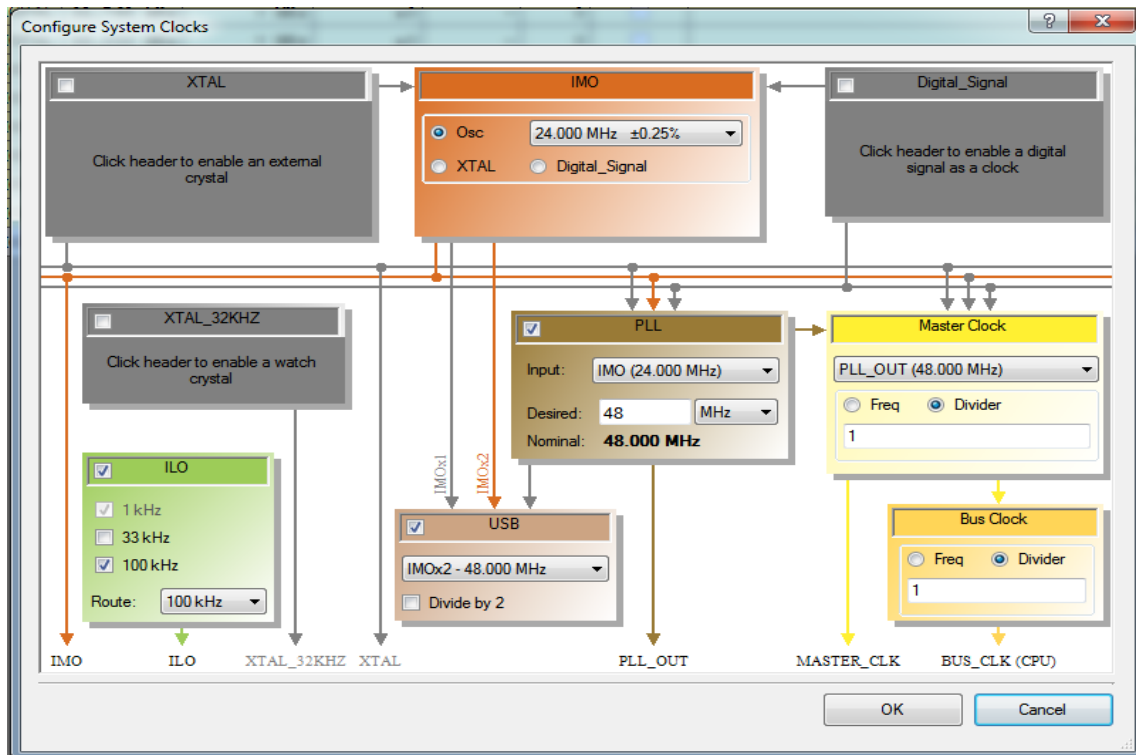 Configure System Clocks
XTAL
Click header to enable an external
crystal
IMO
Osc
24.000 MHz ±0.25%
XTAL
Digital_Signal
Digital_Signal
Click header to enable a digital
signal as a clock
XTAL_32KHZ
Click header to enable a watch
crystal
PLL
Input: IMO (24.000 MHz)
Desired: 48 MHz
Nominal: 48.000 MHz
Master Clock
PLL_OUT (48.000 MHz)
Freq Divider
1
ILO
1 kHz
33 kHz
100 kHz
Route: 100 kHz
IMOx1
IMOx2
USB
IMOx2 - 48.000 MHz
Divide by 2
Bus Clock
Freq Divider
1
IMO ILO XTAL_32KHZ XTAL PLL_OUT MASTER_CLK BUS_CLK (CPU)
OK Cancel